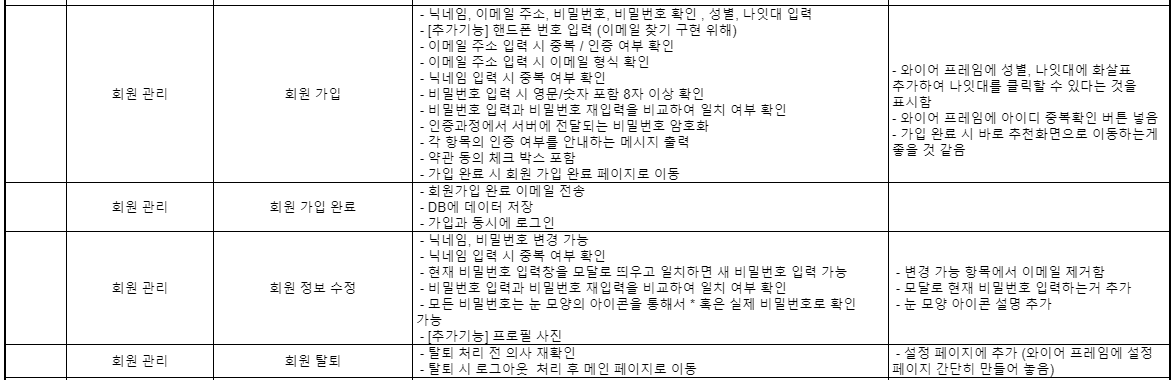 - 닉네임, 이메일 주소, 비밀번호, 비밀번호 확인 , 성별, 나잇대 입력
- [추가기능] 핸드폰 번호 입력 (이메일 찾기 구현 위해)
- 이메일 주소 입력 시 중복 / 인증 여부 확인
- 이메일 주소 입력 시 이메일 형식 확인
- 닉네임 입력 시 중복 여부 확인
회원 관리
회원 가입
- 비밀번호 입력 시 영문/숫자 포함 8자 이상 확인
- 비밀번호 입력과 비밀번호 재입력을 비교하여 일치 여부 확인
- 인증과정에서 서버에 전달되는 비밀번호 암호화
- 각 항목의 인증 여부를 안내하는 메시지 출력
- 약관 동의 체크 박스 포함
- 가입 완료 시 회원 가입 완료 페이지로 이동
- 와이어 프레임에 성별, 나잇대에 화살표
추가하여 나잇대를 클릭할 수 있다는 것을
표시함
- 와이어 프레임에 아이디 중복확인 버튼 넣음
- 가입 완료 시 바로 추천화면으로 이동하는게
좋을 것 같음
회원 관리
회원 가입 완료
- 회원가입 완료 이메일 전송
- DB에 데이터 저장
- 가입과 동시에 로그인
회원 관리
회원 정보 수정
- 닉네임, 비밀번호 변경 가능
- 닉네임 입력 시 중복 여부 확인
- 현재 비밀번호 입력창을 모달로 띄우고 일치하면 새 비밀번호 입력 가능
- 비밀번호 입력과 비밀번호 재입력을 비교하여 일치 여부 확인
- 모든 비밀번호는 눈 모양의 아이콘을 통해서 * 혹은 실제 비밀번호로 확인
가능
- [추가기능] 프로필 사진
- 변경 가능 항목에서 이메일 제거함
- 모달로 현재 비밀번호 입력하는거 추가
- 눈 모양 아이콘 설명 추가
회원 관리
회원 탈퇴
- 탈퇴 처리 전 의사 재확인
- 탈퇴 시 로그아웃 처리 후 메인 페이지로 이동
- 설정 페이지에 추가 (와이어 프레임에 설정
페이지 간단히 만들어 놓음)